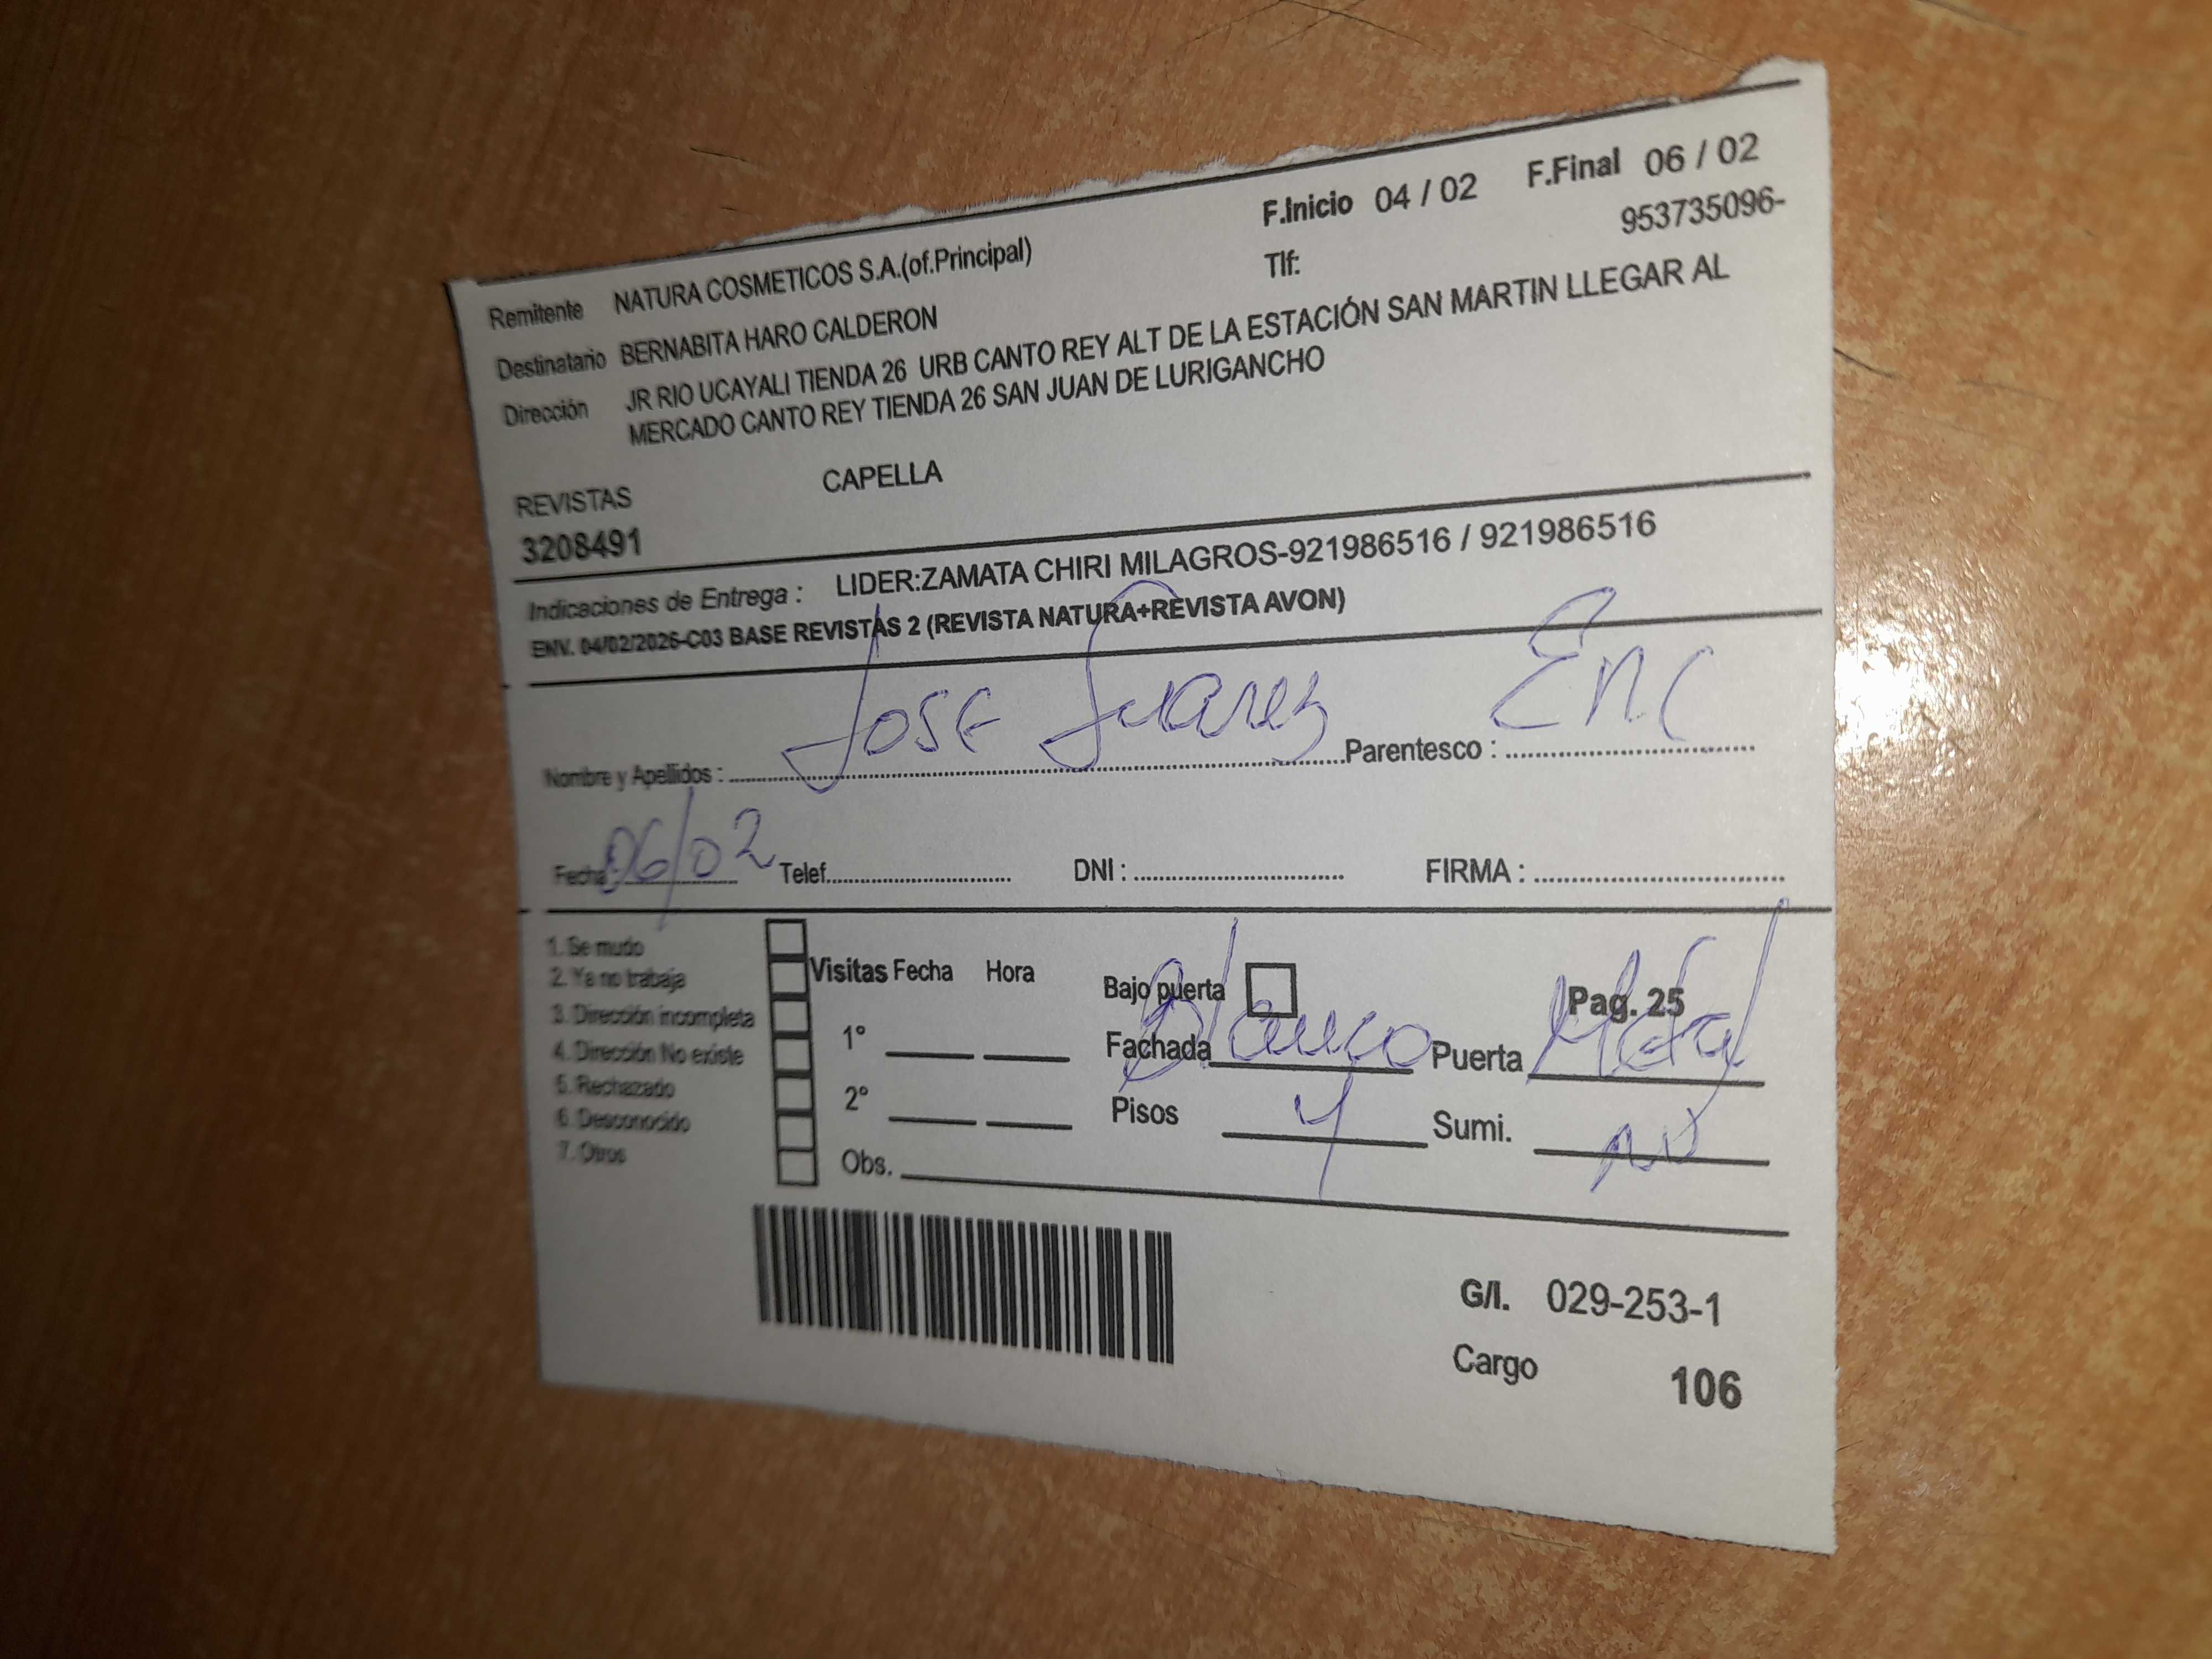 F.Inicio 04 / 02 F.Final 06 / 02
Remitente NATURA COSMETICOS S.A.(of.Principal) Tlf: 953735096-
Destinatario BERNABITA HARO CALDERON
Dirección JR RIO UCAYALI TIENDA 26 URB CANTO REY ALT DE LA ESTACIÓN SAN MARTIN LLEGAR AL
MERCADO CANTO REY TIENDA 26 SAN JUAN DE LURIGANCHO
REVISTAS CAPELLA
3208491
Indicaciones de Entrega : LIDER:ZAMATA CHIRI MILAGROS-921986516 / 921986516
ENV. 04/02/2026-C03 BASE REVISTAS 2 (REVISTA NATURA+REVISTA AVON)
Nombre y Apellidos : Jose Suarez Parentesco : Enc
Fecha 06/02 Telef. DNI : FIRMA :
1. Se mudo
2. Ya no trabaja
3. Dirección incompleta
4. Dirección No existe
5. Rechazado
6. Desconocido
7. Otros
Visitas Fecha Hora
1°
2°
Obs.
Bajo puerta Pag. 25
Fachada Blanco Puerta Metal
Pisos 4 Sumi.
G/I. 029-253-1
Cargo 106